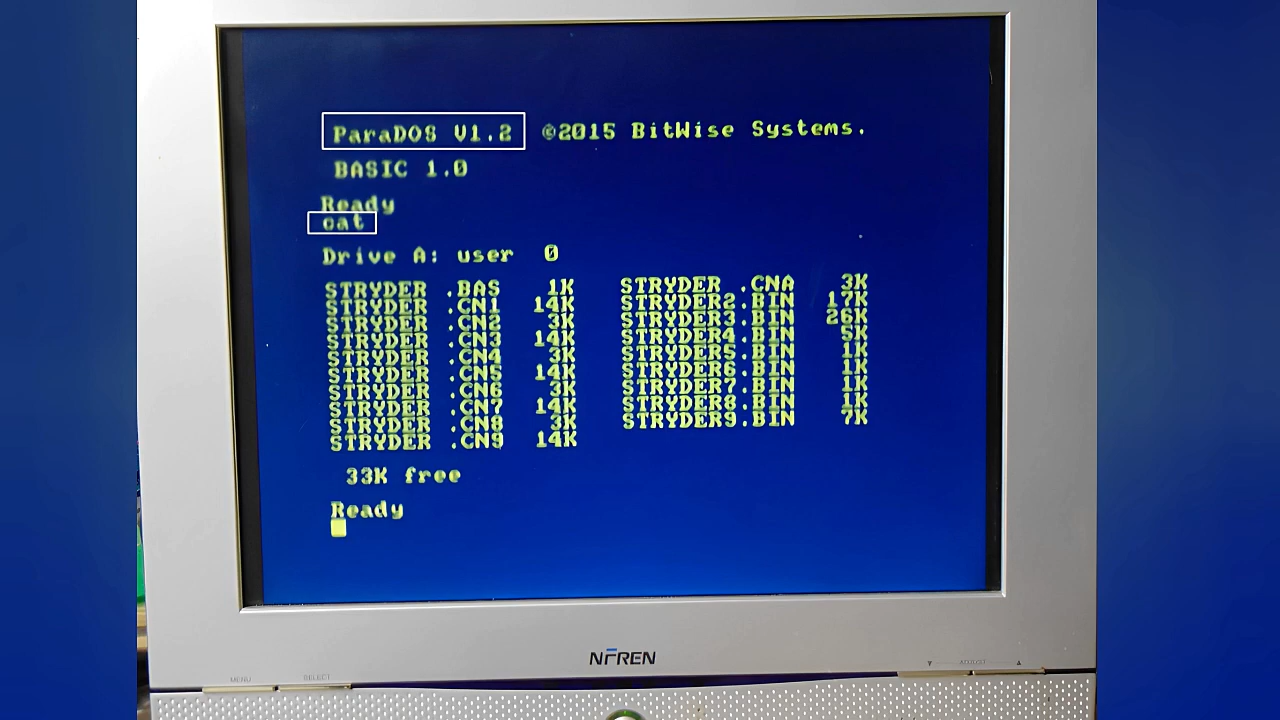 ParaDOS V1.2 ©2015 BitWise Systems.
BASIC 1.0
Ready
cat
Drive A: user 0
STRYDER .BAS 1K STRYDER .CNA 3K
STRYDER .CN1 14K STRYDER2.BIN 17K
STRYDER .CN2 3K STRYDER3.BIN 26K
STRYDER .CN3 14K STRYDER4.BIN 5K
STRYDER .CN4 3K STRYDER5.BIN 1K
STRYDER .CN5 14K STRYDER6.BIN 1K
STRYDER .CN6 3K STRYDER7.BIN 1K
STRYDER .CN7 14K STRYDER8.BIN 1K
STRYDER .CN8 3K STRYDER9.BIN 7K
STRYDER .CN9 14K
33K free
Ready
NFREN
MENU SELECT ▼ ADJUST ▲